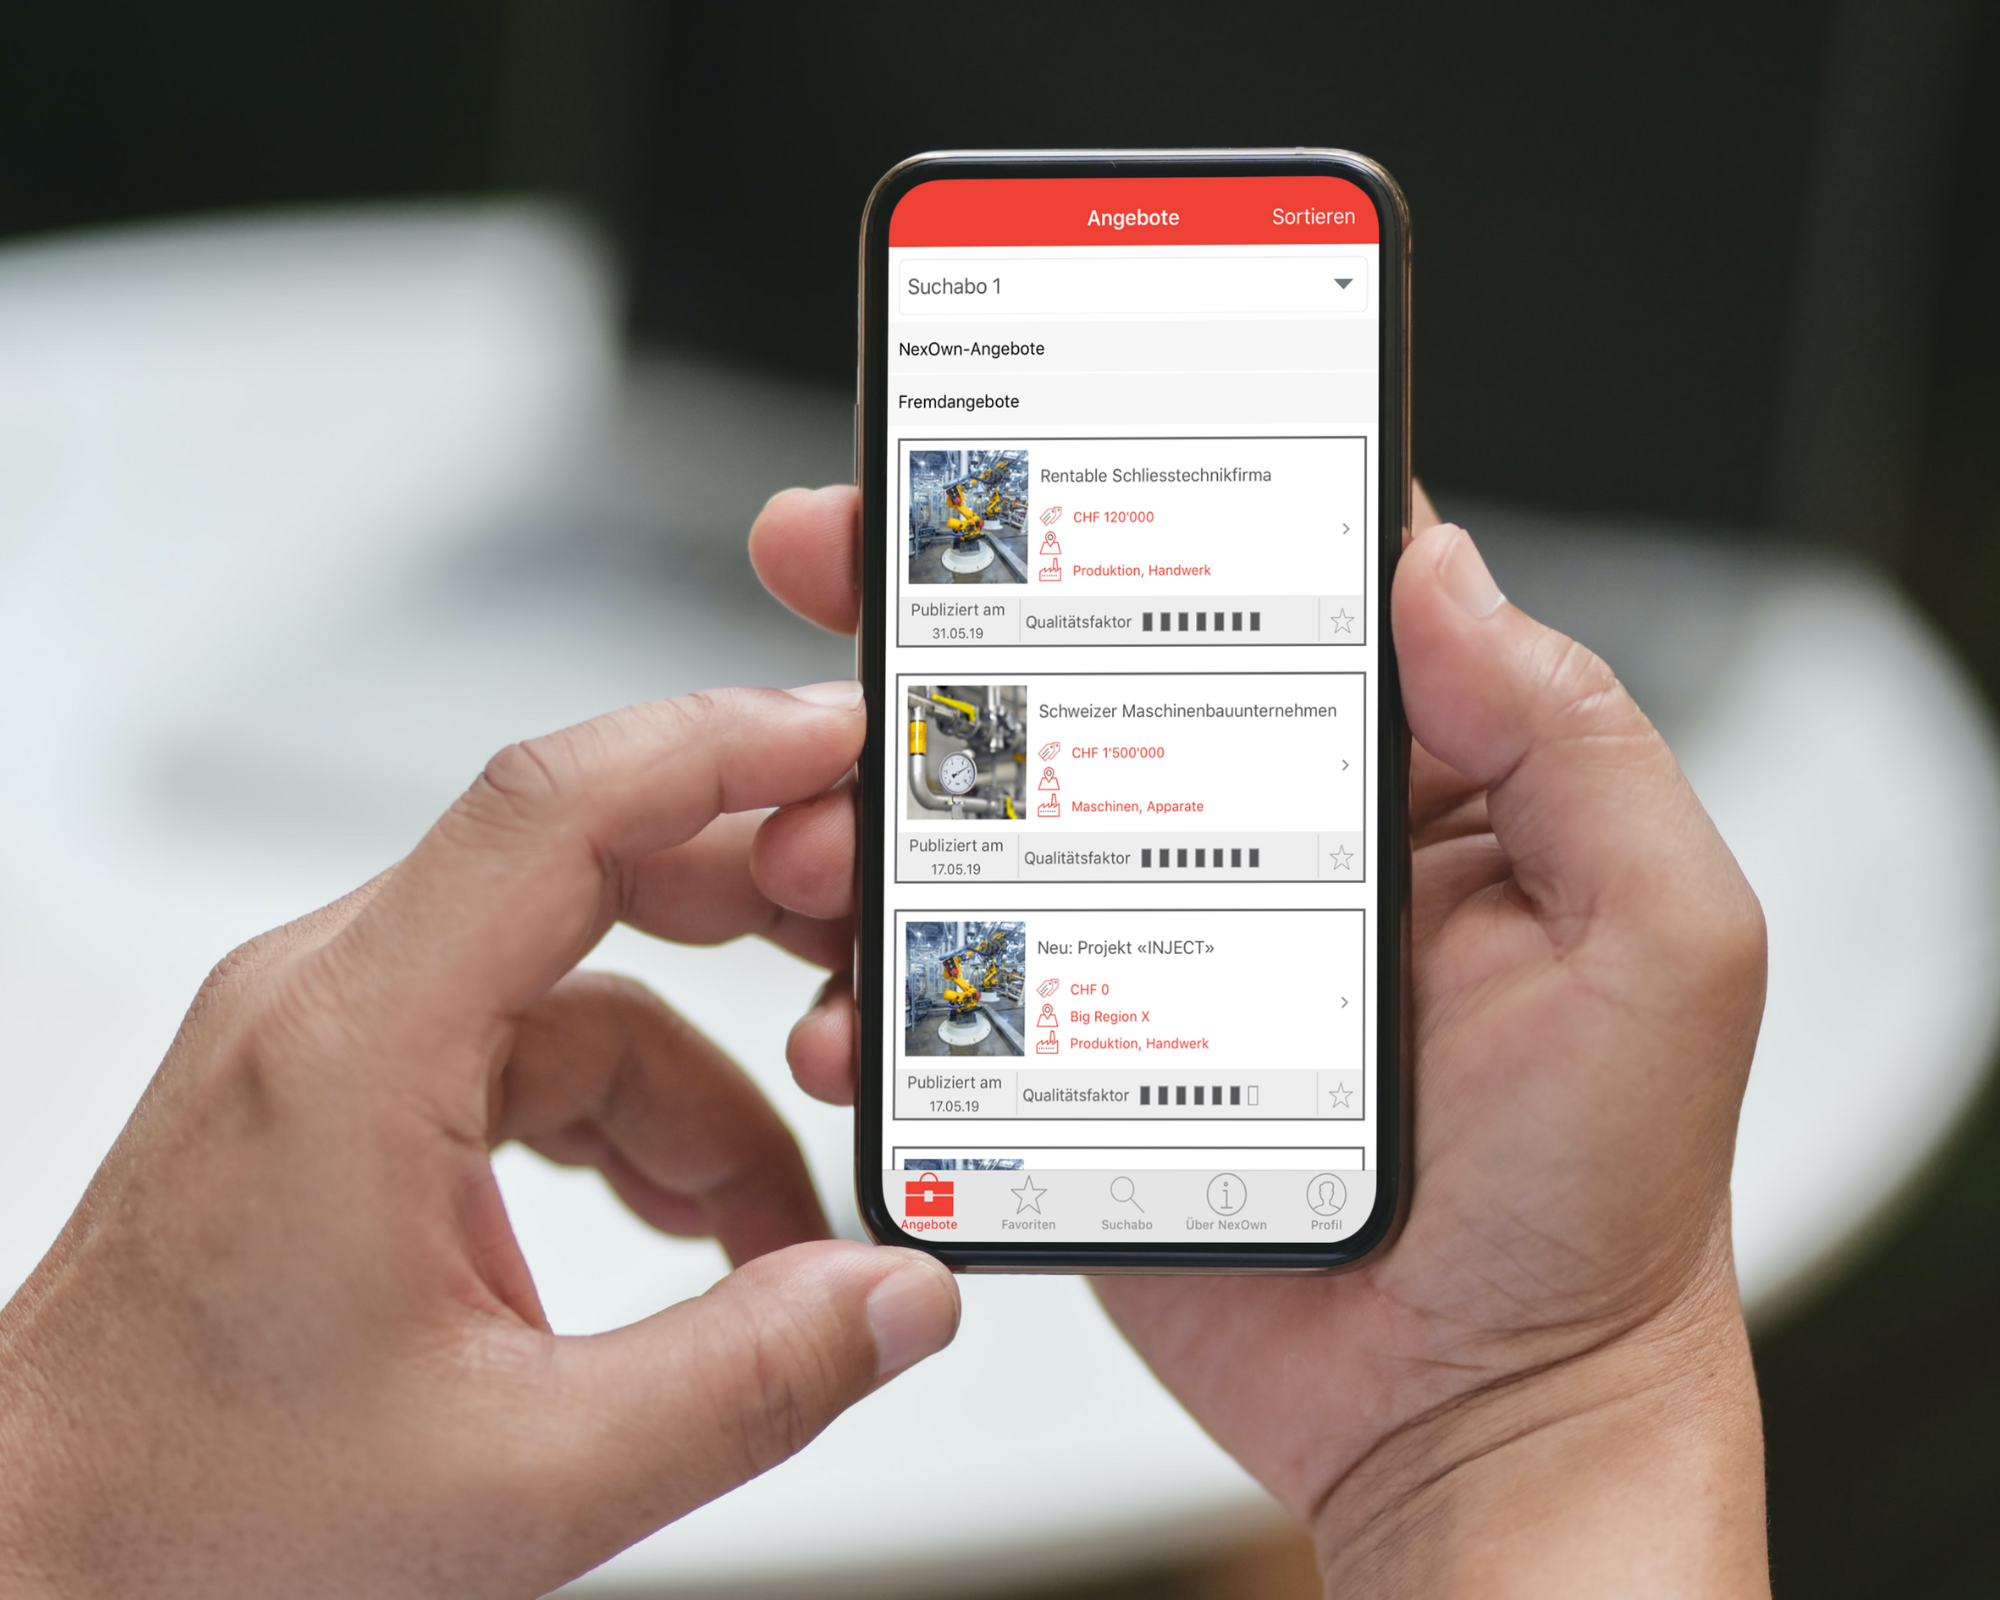 Angebote
Sortieren
Suchabo 1
NexOwn-Angebote
Fremdangebote
Rentable Schliesstechnikfirma
CHF 120'000
Produktion, Handwerk
Publiziert am
31.05.19
Qualitätsfaktor
Schweizer Maschinenbauunternehmen
CHF 1'500'000
Maschinen, Apparate
Publiziert am
17.05.19
Qualitätsfaktor
Neu: Projekt «INJECT»
CHF 0
Big Region X
Produktion, Handwerk
Publiziert am
17.05.19
Qualitätsfaktor
Angebote
Favoriten
Suchabo
Über NexOwn
Profil